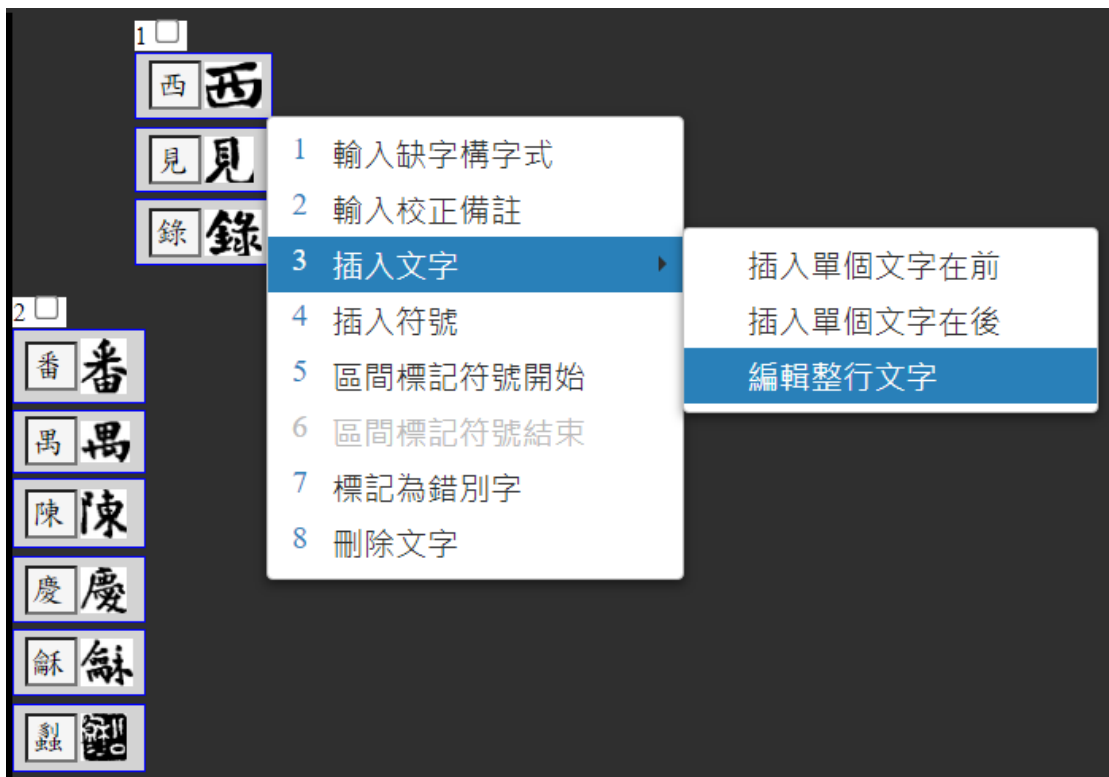 1
西 西
見 見
錄 錄
1 輸入缺字構字式
2 輸入校正備註
3 插入文字
4 插入符號
5 區間標記符號開始
6 區間標記符號結束
7 標記為錯別字
8 刪除文字
插入單個文字在前
插入單個文字在後
編輯整行文字
2
番 番
禺 禺
陳 陳
慶 慶
龢 龢